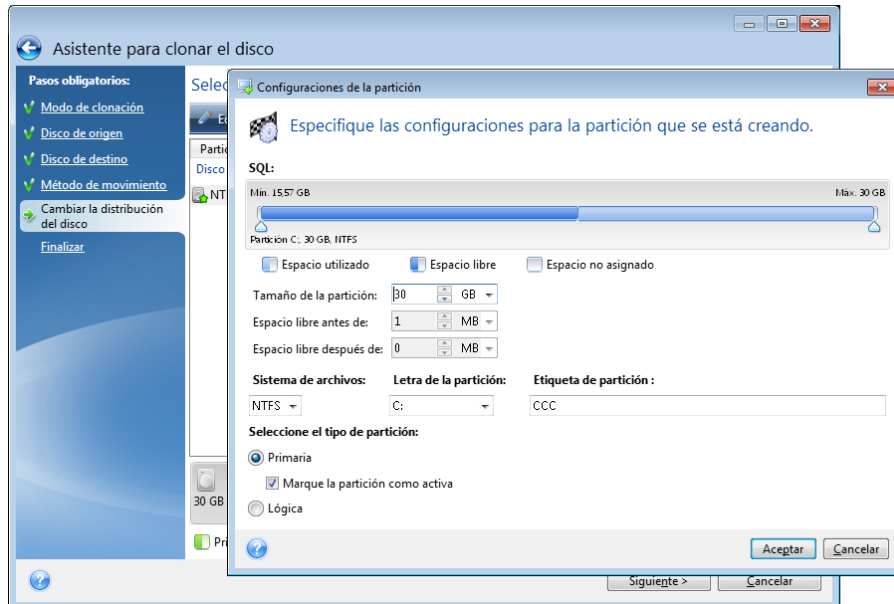 Asistente para clonar el disco
Pasos obligatorios:
Modo de clonación
Disco de origen
Disco de destino
Método de movimiento
Cambiar la distribución
del disco
Finalizar
Disco
NT
30 GB
Configuraciones de la partición
Especifique las configuraciones para la partición que se está creando.
SQL:
Mín. 15,57 GB Máx. 30 GB
Partición C:, 30 GB, NTFS
Espacio utilizado Espacio libre Espacio no asignado
Tamaño de la partición: 30 GB
Espacio libre antes de: 1 MB
Espacio libre después de: 0 MB
Sistema de archivos: Letra de la partición: Etiqueta de partición :
NTFS C: CCC
Seleccione el tipo de partición:
Primaria
Marque la partición como activa
Lógica
Aceptar Cancelar
Siguiente > Cancelar